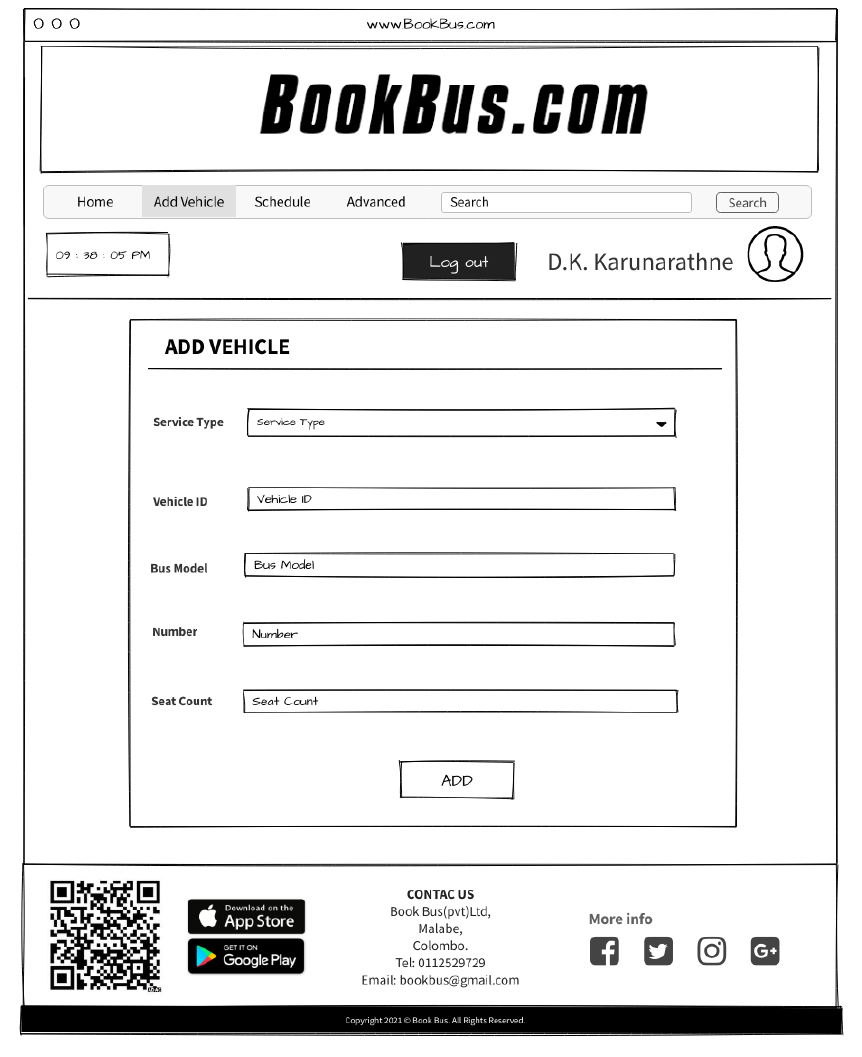 www.BookBus.com
BookBus.com
Home Add Vehicle Schedule Advanced Search Search
09 : 38 : 05 PM
Log out
D.K. Karunarathne
ADD VEHICLE
Service Type Service Type
Vehicle ID Vehicle ID
Bus Model Bus Model
Number Number
Seat Count Seat Count
ADD
Download on the
App Store
GET IT ON
Google Play
CONTAC US
Book Bus(pvt)Ltd,
Malabe,
Colombo.
Tel: 0112529729
Email: bookbus@gmail.com
More info
G+
Copyright 2021 © Book Bus. All Rights Reserved.